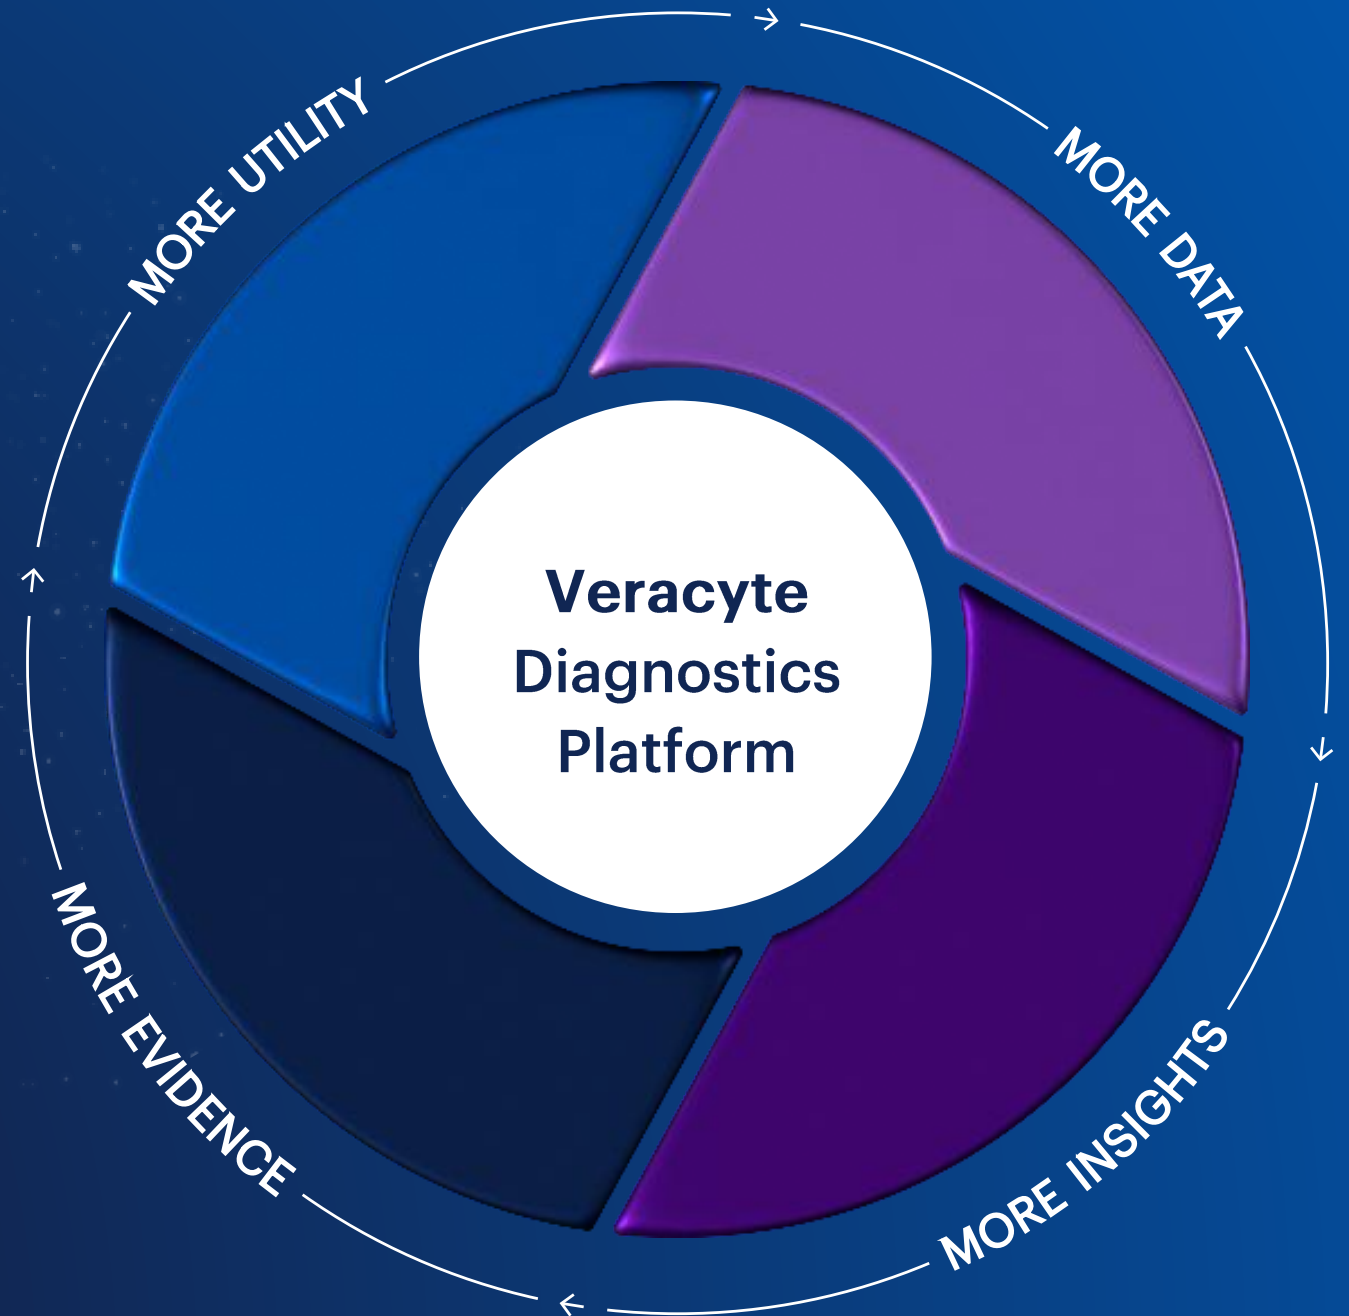 MORE UTILITY
MORE DATA
Veracyte
Diagnostics
Platform
MORE EVIDENCE
MORE INSIGHTS